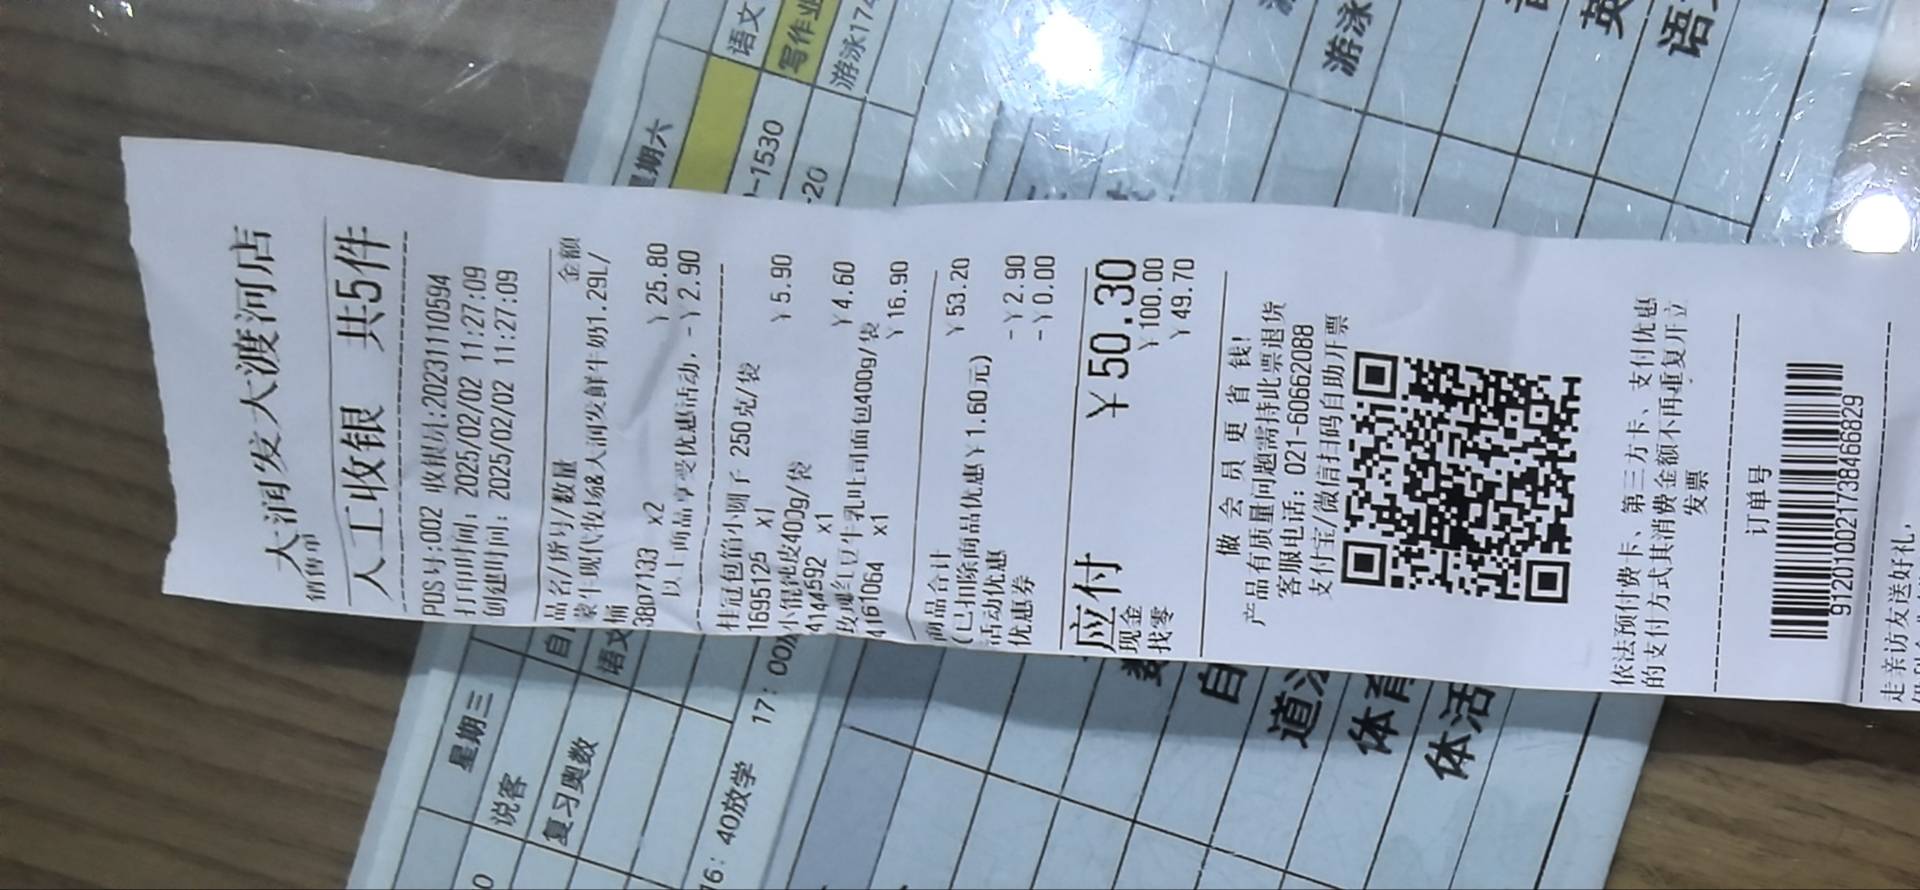 大润发大渡河店
销售单
人工收银 共5件
POS号:002 收银员:202311110594
打印时间: 2025/02/02 11:27:09
创建时间: 2025/02/02 11:27:09
品名/货号/数量 金额
蒙牛现代牧场&大润发鲜牛奶1.29L/
桶
3807133 x2 ￥25.80
以上商品享受优惠活动, -￥2.90
桂冠包馅小圆子 250克/袋
1695125 x1 ￥5.90
小馄饨皮400g/袋
4144592 x1 ￥4.60
玫瑰红豆牛乳吐司面包400g/袋
4161064 x1 ￥16.90
商品合计 ￥53.20
(已扣除商品优惠￥1.60元)
活动优惠 -￥2.90
优惠券 -￥0.00
应付 ￥50.30
现金 ￥100.00
找零 ￥49.70
做会员更省钱!
产品有质量问题需持此票退货
客服电话: 021-60662088
支付宝/微信扫码自助开票
依法预付费卡、第三方卡、支付优惠
的支付方式其消费金额不再重复开立
发票
订单号
912010021738466829
走亲访友送好礼,
星期六
语文
写作业
-1530
-20
游泳
英
星期三
说客
复习奥数
自
语文
16: 40放学 17: 00
自
道法
体育
体活